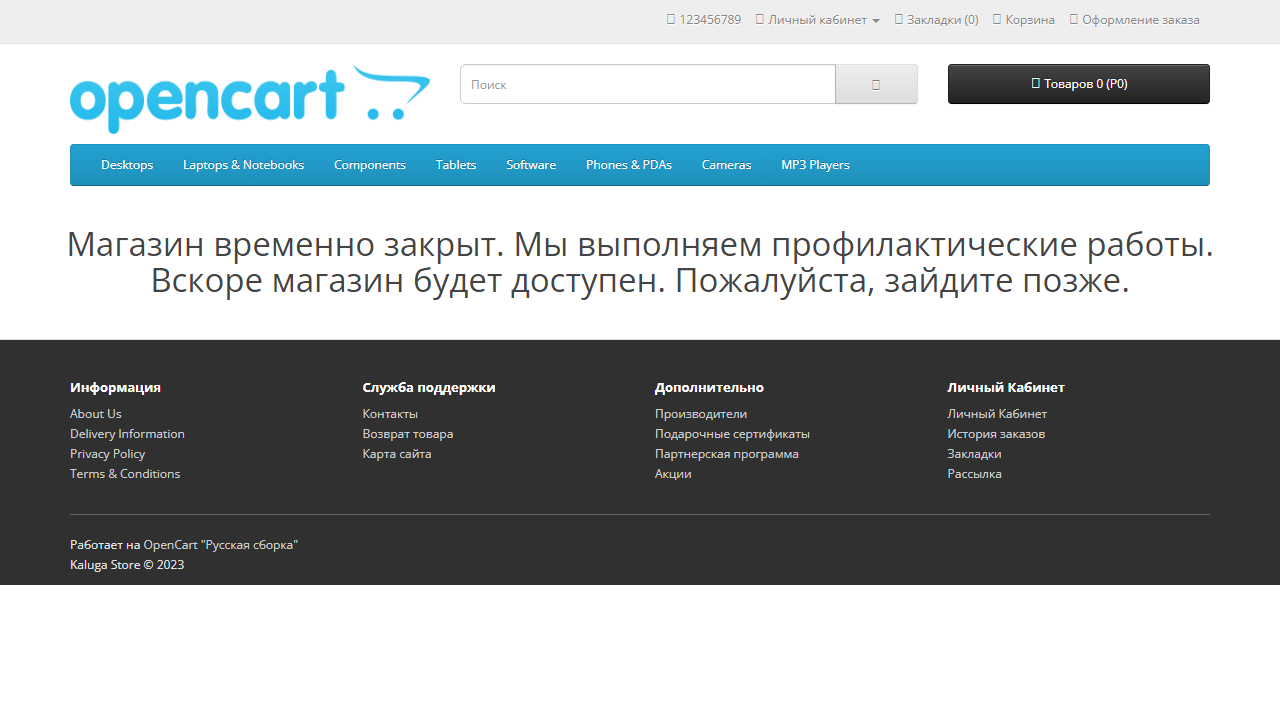 123456789 Личный кабинет Закладки (0) Корзина Оформление заказа
opencart
Поиск
Товаров 0 (Р0)
Desktops Laptops & Notebooks Components Tablets Software Phones & PDAs Cameras MP3 Players
Магазин временно закрыт. Мы выполняем профилактические работы.
Вскоре магазин будет доступен. Пожалуйста, зайдите позже.
Информация
About Us
Delivery Information
Privacy Policy
Terms & Conditions
Служба поддержки
Контакты
Возврат товара
Карта сайта
Дополнительно
Производители
Подарочные сертификаты
Партнерская программа
Акции
Личный Кабинет
Личный Кабинет
История заказов
Закладки
Рассылка
Работает на OpenCart "Русская сборка"
Kaluga Store © 2023